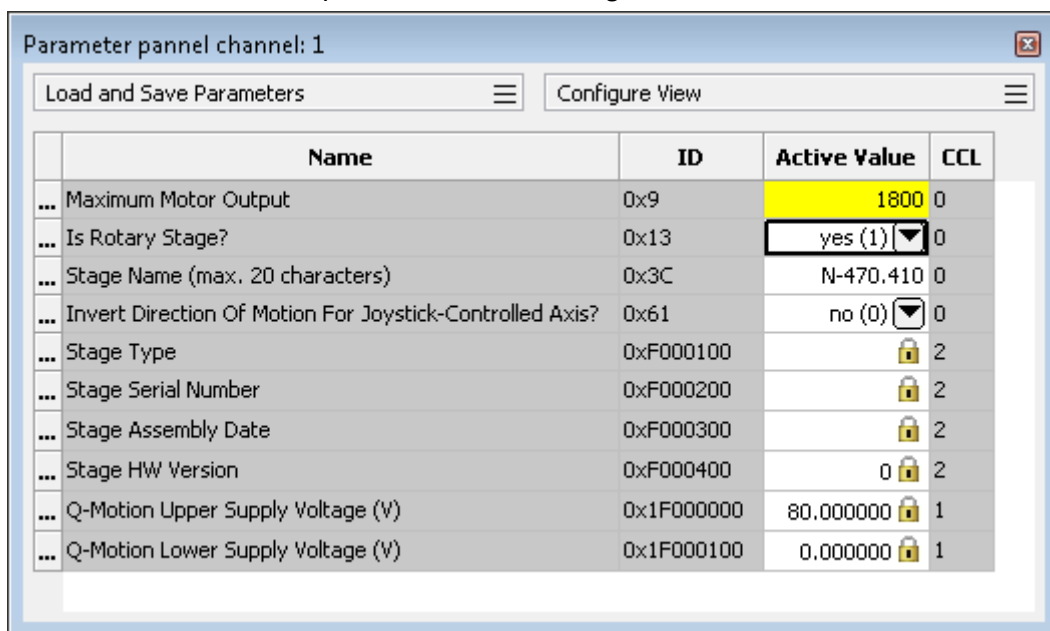 Parameter pannel channel: 1
Load and Save Parameters Configure View
Name ID Active Value CCL
... Maximum Motor Output 0x9 1800 0
... Is Rotary Stage? 0x13 yes (1) 0
... Stage Name (max. 20 characters) 0x3C N-470.410 0
... Invert Direction Of Motion For Joystick-Controlled Axis? 0x61 no (0) 0
... Stage Type 0xF000100 2
... Stage Serial Number 0xF000200 2
... Stage Assembly Date 0xF000300 2
... Stage HW Version 0xF000400 0 2
... Q-Motion Upper Supply Voltage (V) 0x1F000000 80.000000 1
... Q-Motion Lower Supply Voltage (V) 0x1F000100 0.000000 1